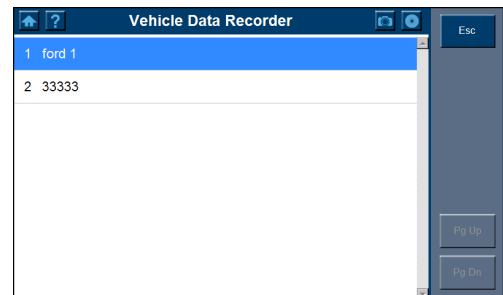 ? Vehicle Data Recorder
Esc
1 ford 1
2 33333
Pg Up
Pg Dn